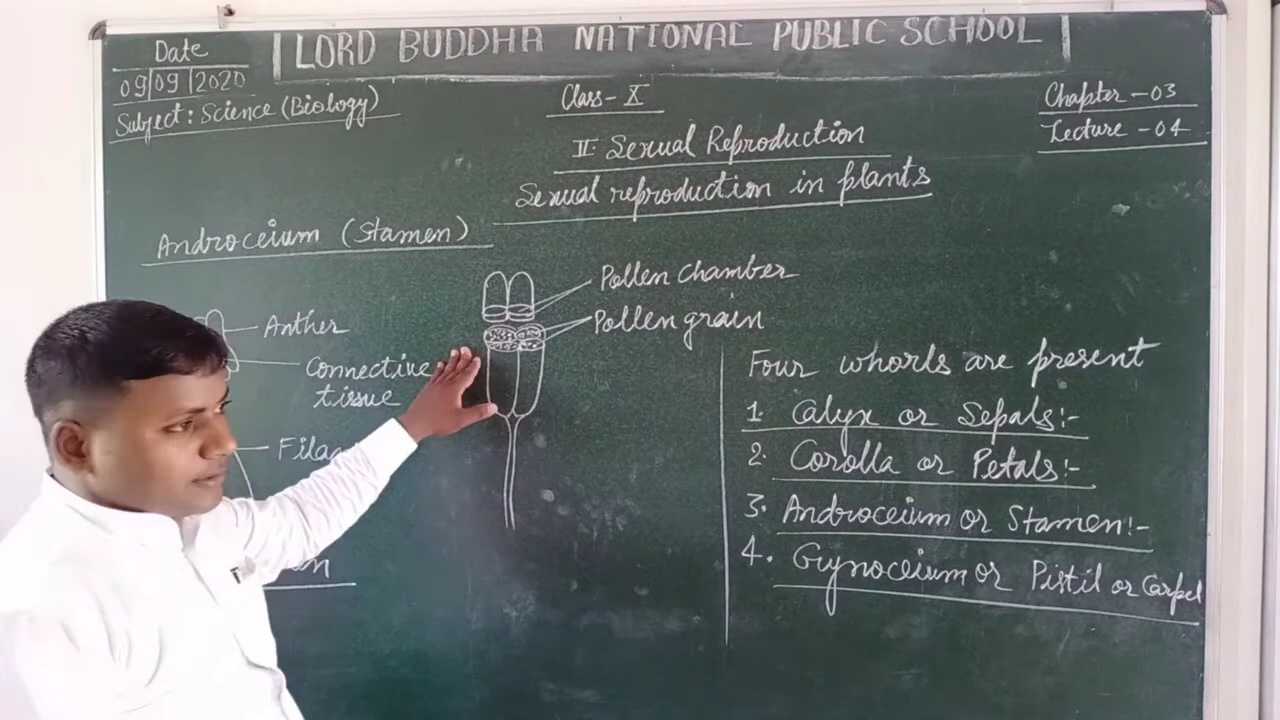 LORD BUDDHA NATIONAL PUBLIC SCHOOL
Date
09/09/2020
Subject: Science (Biology)
Class-X
Chapter-03
Lecture-04
II. Sexual Reproduction
Sexual reproduction in plants
Androceium (Stamen)
Anther
Connective
tissue
Pollen chamber
Pollen grain
Four whorls are present
1. Calyx or Sepals:-
2. Corolla or Petals:-
3. Androceium or Stamen:-
4. Gynoceium or Pistil or Carpel